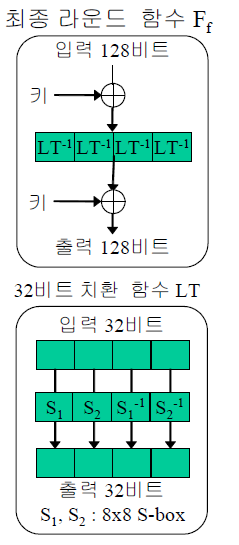 최종 라운드 함수 Ff
입력 128비트
키
LT-1 LT-1 LT-1 LT-1
키
출력 128비트
32비트 치환 함수 LT
입력 32비트
S1 S2 S1-1 S2-1
출력 32비트
S1, S2 : 8x8 S-box